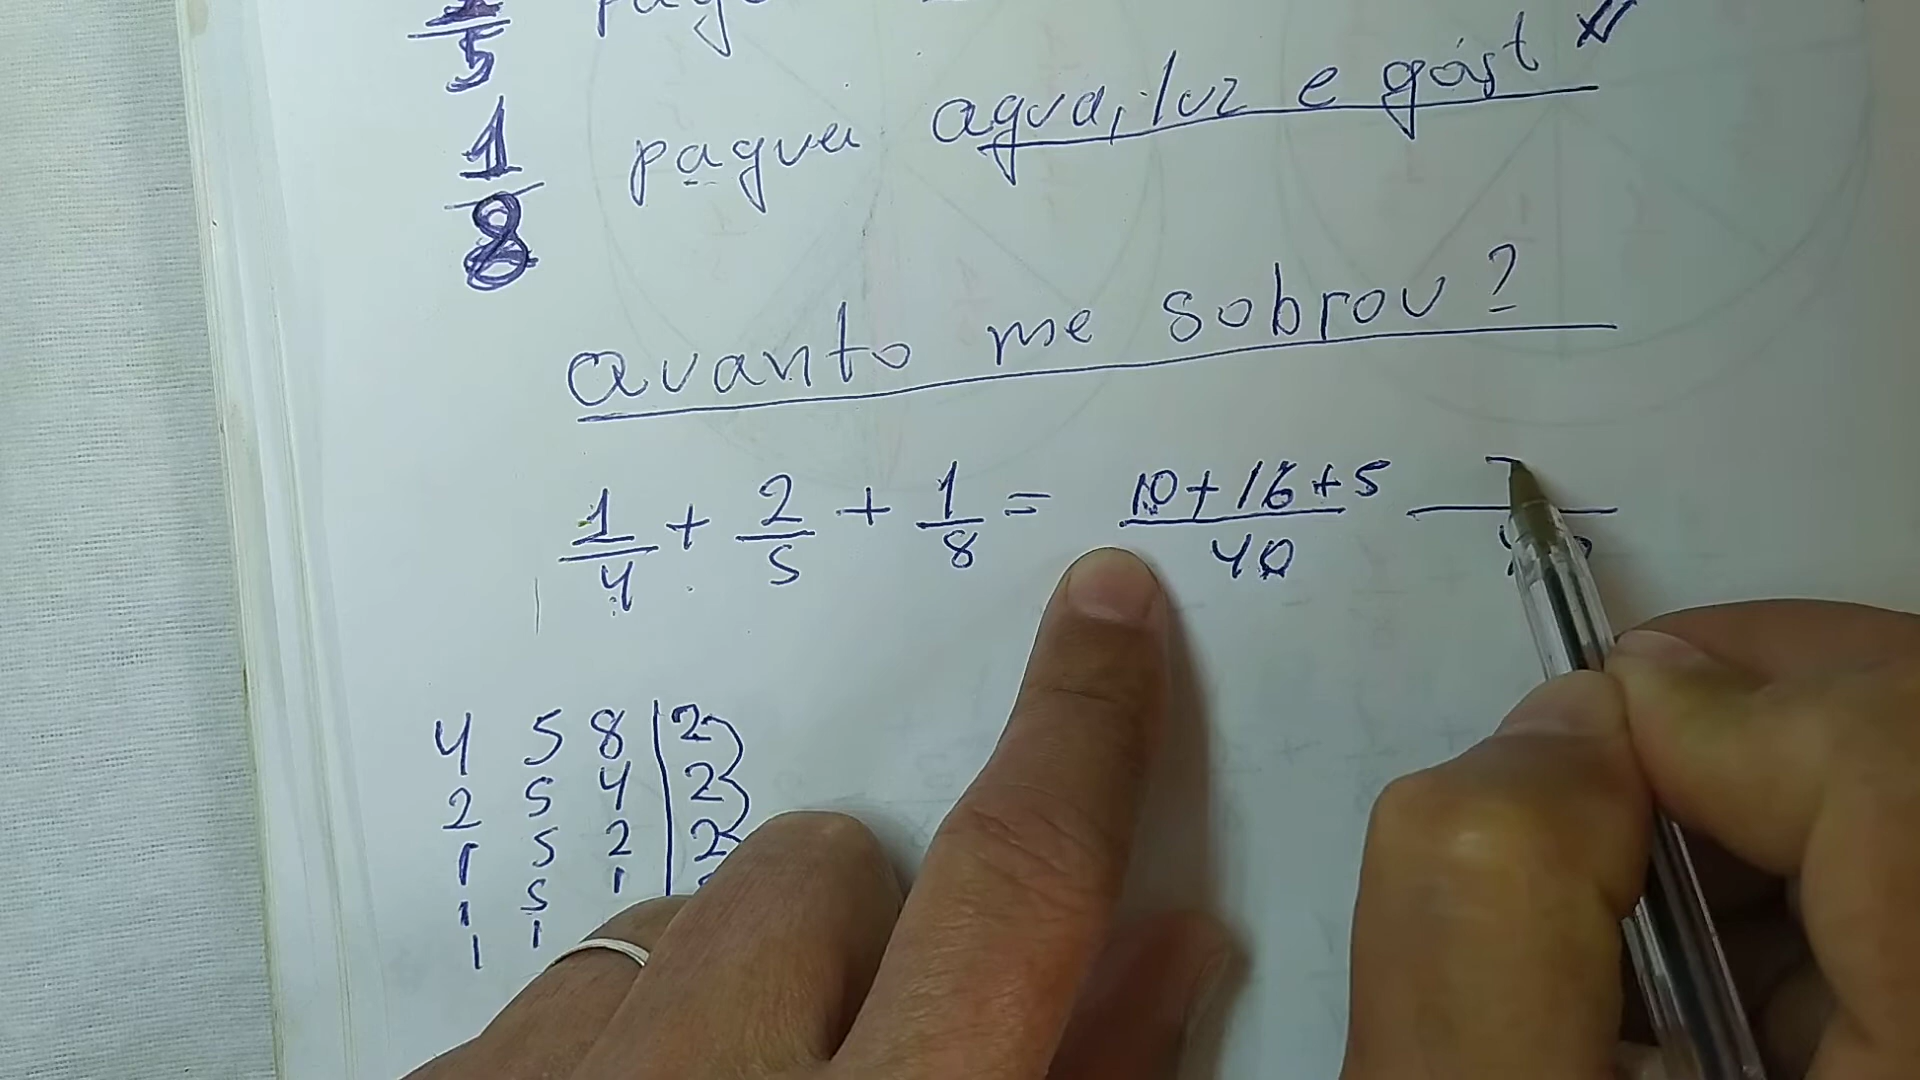 5
1 paguei agua, luz e gás
8
Quanto me sobrou?
1/4 + 2/5 + 1/8 = 10+16+5/40
4 5 8 | 2
2 5 4 | 2
1 5 2 | 2
1 5 1
1 1